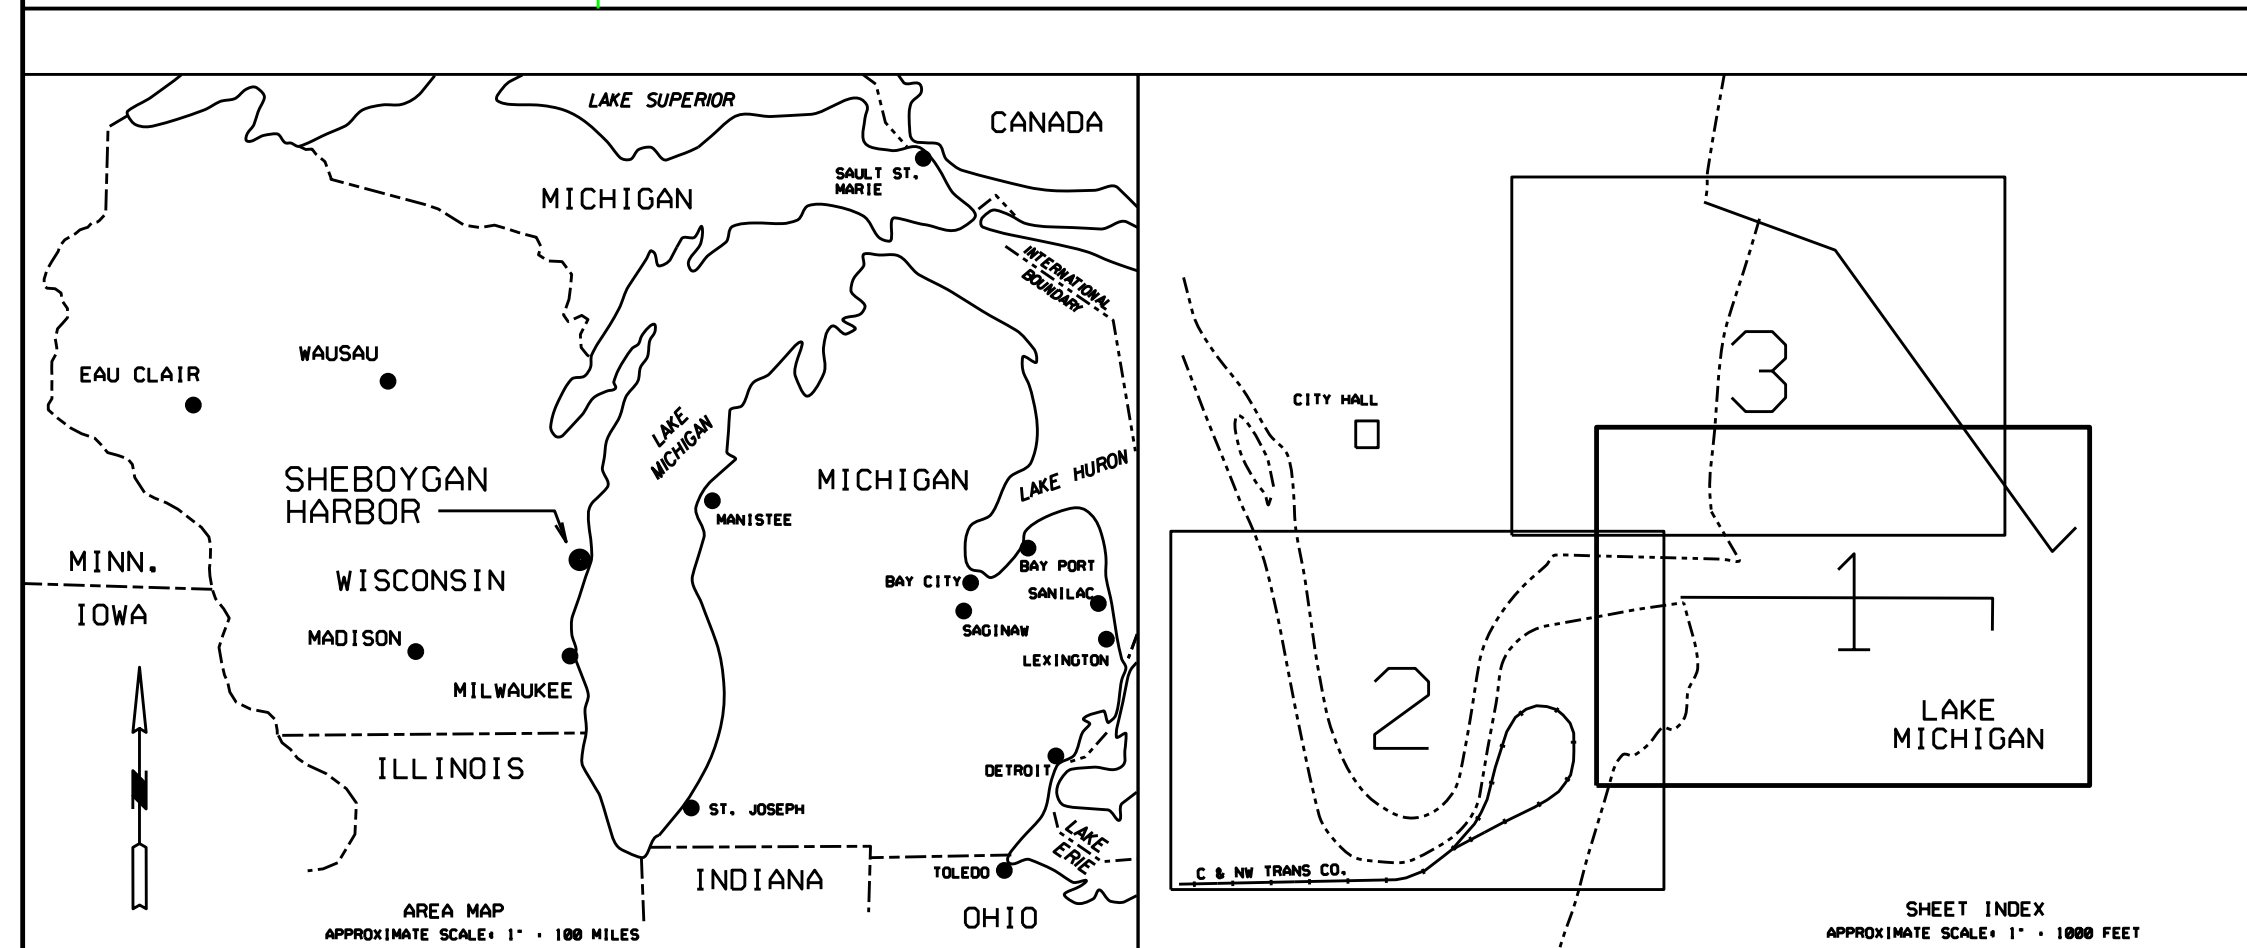 LAKE SUPERIOR
CANADA
SAULT ST.
MARIE
MICHIGAN
INTERNATIONAL
BOUNDARY
WAUSAU
EAU CLAIR
LAKE
MICHIGAN
SHEBOYGAN
HARBOR
MICHIGAN
LAKE HURON
MANISTEE
MINN.
IOWA
WISCONSIN
BAY PORT
BAY CITY
SANILAC
SAGINAW
LEXINGTON
MADISON
MILWAUKEE
N
ILLINOIS
DETROIT
ST. JOSEPH
LAKE
ERIE
TOLEDO
INDIANA
OHIO
AREA MAP
APPROXIMATE SCALE: 1" = 100 MILES
3
CITY HALL
1
2
LAKE
MICHIGAN
C & NW TRANS CO.
SHEET INDEX
APPROXIMATE SCALE: 1" = 1000 FEET